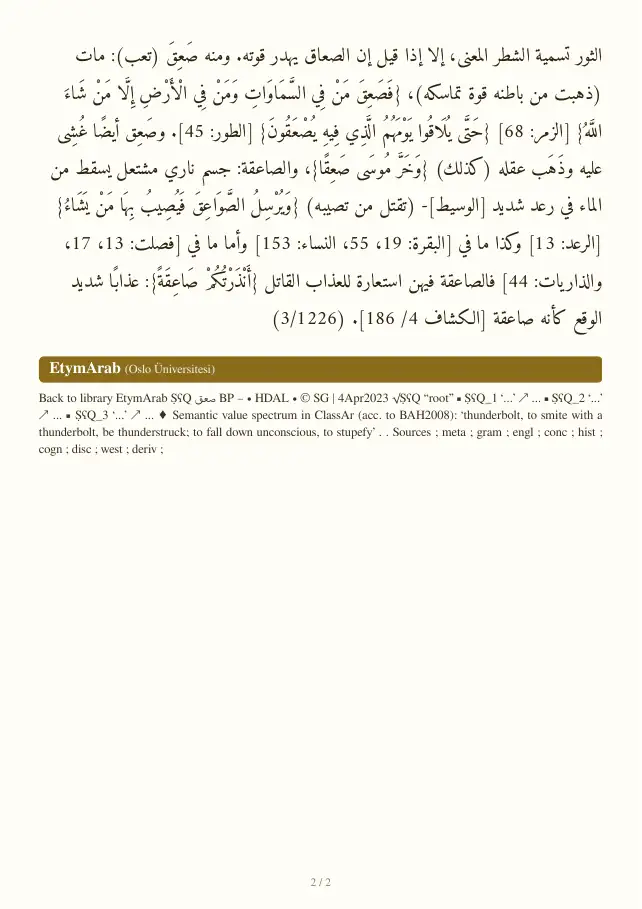 الثور تسمية الشطر المعنى، إلا إذا قيل إن الصعاق يهدر قوته. ومنه صَعِقَ (تعب): مات
(ذهبت من باطنه قوة تماسكه)، {فَصَعِقَ مَنْ فِي السَّمَاوَاتِ وَمَنْ فِي الْأَرْضِ إِلَّا مَنْ شَاءَ
اللَّهُ} [الزمر: 68] {حَتَّى يُلَاقُوا يَوْمَهُمُ الَّذِي فِيهِ يُصْعَقُونَ} [الطور: 45]. وصَعِق أيضًا غُشِى
عليه وذَهَب عقله (كذلك) {وَخَرَّ مُوسَى صَعِقًا}، والصاعقة: جسم ناري مشتعل يسقط من
الماء في رعد شديد [الوسيط]- (تقتل من تصيبه) {وَيُرْسِلُ الصَّوَاعِقَ فَيُصِيبُ بِهَا مَنْ يَشَاءُ}
[الرعد: 13] وكذا ما في [البقرة: 19، 55، النساء: 153] وأما ما في [فصلت: 13، 17،
والذاريات: 44] فالصاعقة فيهن استعارة للعذاب القاتل {أَنْذَرْتُكُمْ صَاعِقَةً}: عذابًا شديد
الوقع كأنه صاعقة [الكشاف 4/ 186]. (3/1226)
EtymArab (Oslo Üniversitesi)
Back to library EtymArab ṢʕQ صعق BP – • HDAL • © SG | 4Apr2023 √ṢʕQ “root” ▪ ṢʕQ_1 ‘...’ ↗ ... ▪ ṢʕQ_2 ‘...’
↗ ... ▪ ṢʕQ_3 ‘...’ ↗ ... ♦ Semantic value spectrum in ClassAr (acc. to BAH2008): ‘thunderbolt, to smite with a
thunderbolt, be thunderstruck; to fall down unconscious, to stupefy’ . . Sources ; meta ; gram ; engl ; conc ; hist ;
cogn ; disc ; west ; deriv ;
2 / 2